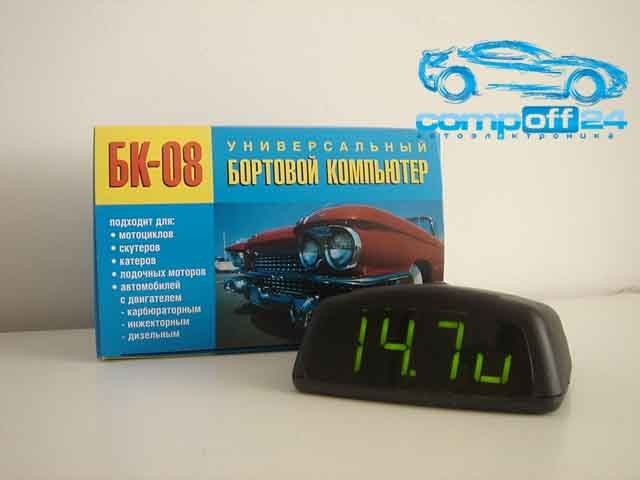 compoff24
автоэлектроника
БК-08
УНИВЕРСАЛЬНЫЙ
БОРТОВОЙ КОМПЬЮТЕР
подходит для:
• мотоциклов
• скутеров
• катеров
• лодочных моторов
• автомобилей
с двигателем
- карбюраторным
- инжекторным
- дизельным
14.7u